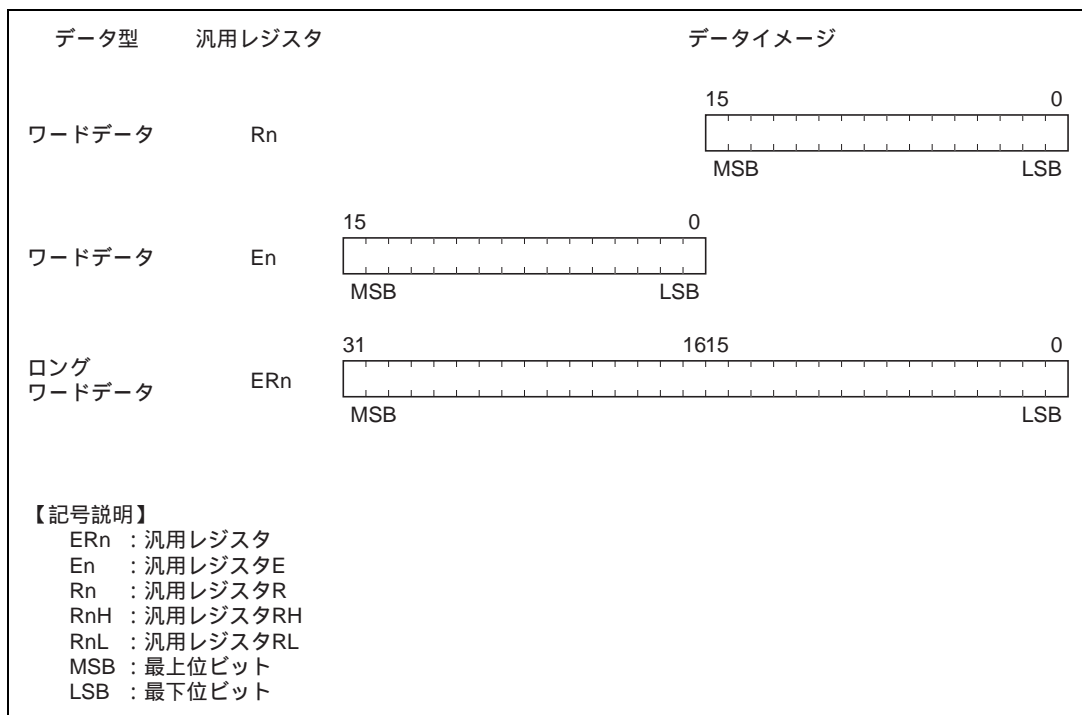 データ型 汎用レジスタ データイメージ
15 0
ワードデータ Rn
MSB LSB
15 0
ワードデータ En
MSB LSB
31 1615 0
ロング
ワードデータ ERn
MSB LSB
【記号説明】
ERn :汎用レジスタ
En :汎用レジスタE
Rn :汎用レジスタR
RnH :汎用レジスタRH
RnL :汎用レジスタRL
MSB :最上位ビット
LSB :最下位ビット